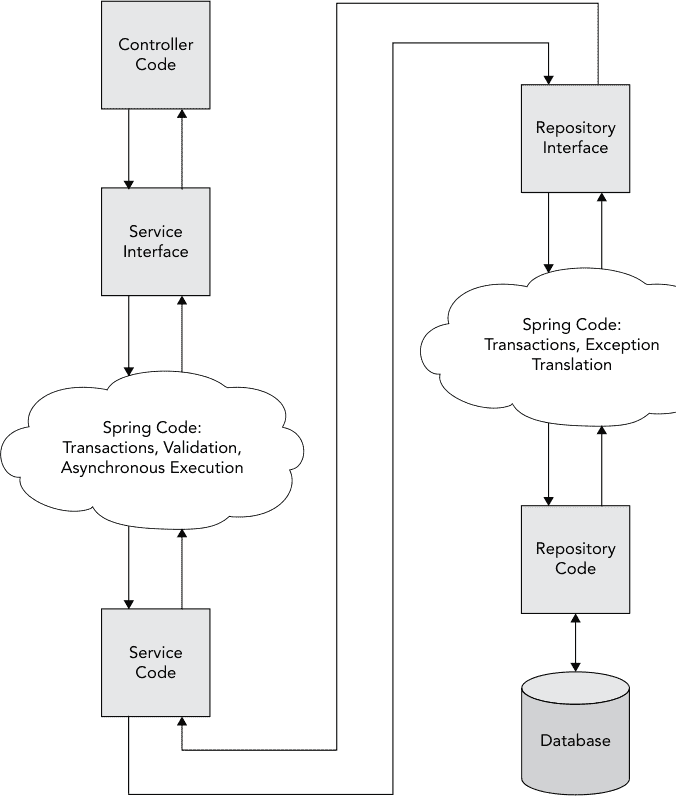 Controller
Code
Service
Interface
Spring Code:
Transactions, Validation,
Asynchronous Execution
Service
Code
Repository
Interface
Spring Code:
Transactions, Exception
Translation
Repository
Code
Database